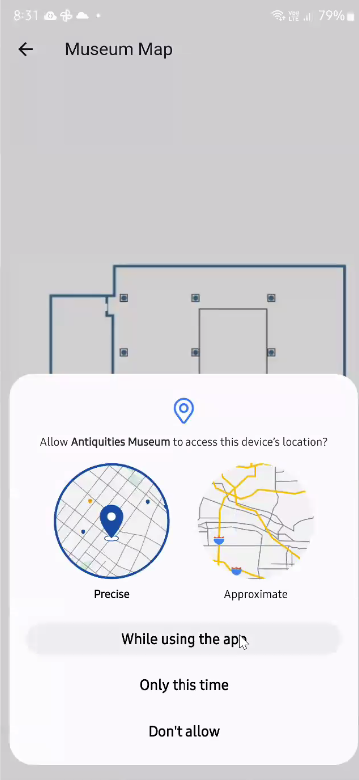 8:31 79%
Museum Map
Allow Antiquities Museum to access this device's location?
Precise Approximate
While using the app
Only this time
Don't allow